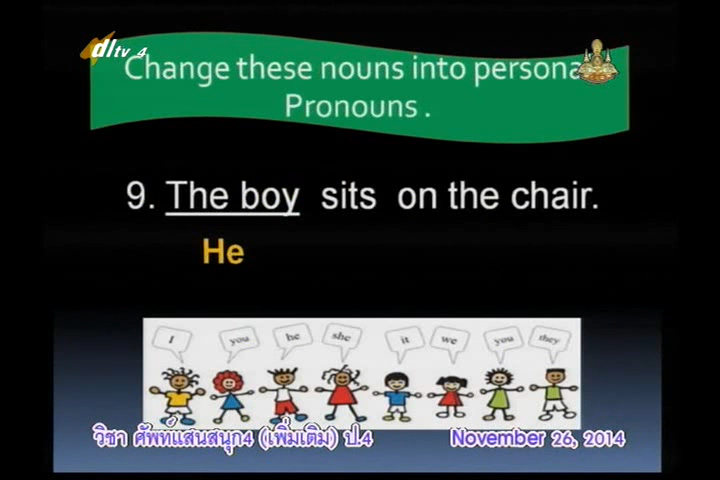 dltv 4
Change these nouns into persona
Pronouns .
9. The boy sits on the chair.
He
I you he she it we you they
วิชา ศัพท์แสนสนุก4 (เพิ่มเติม) ป.4 November 26, 2014